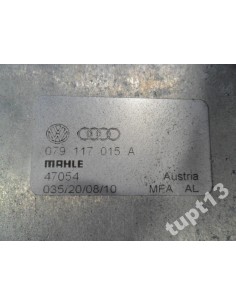 079 117 015 A
MAHLE
47054 Austria
035/20/08/10 MFA AL
tupt13